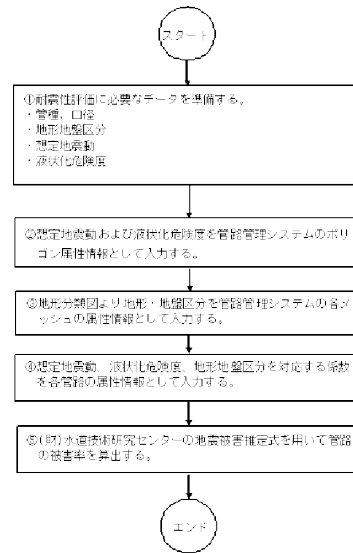 スタート
①耐震性評価に必要なデータを準備する。
・管種、口径
・地形地盤区分
・想定地震動
・液状化危険度
②想定地震動および液状化危険度を管路管理システムのポリ
ゴン属性情報として入力する。
③地形分類図より地形・地盤区分を管路管理システムの各メ
ッシュの属性情報として入力する。
④想定地震動、液状化危険度、地形地盤区分を対応する係数
を各管路の属性情報として入力する。
⑤(財)水道技術研究センターの地震被害推定式を用いて管路
の被害率を算出する。
エンド